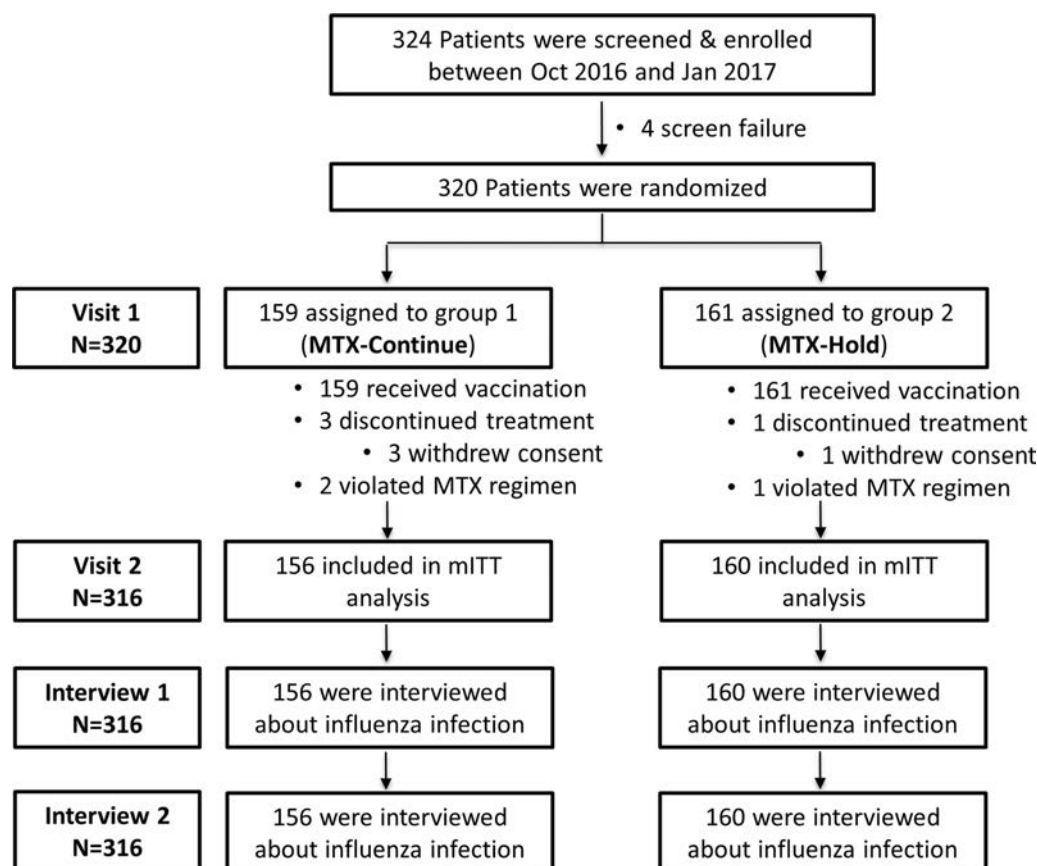 324 Patients were screened & enrolled
between Oct 2016 and Jan 2017
• 4 screen failure
320 Patients were randomized
Visit 1
N=320
159 assigned to group 1
(MTX-Continue)
161 assigned to group 2
(MTX-Hold)
• 159 received vaccination
• 3 discontinued treatment
• 3 withdrew consent
• 2 violated MTX regimen
• 161 received vaccination
• 1 discontinued treatment
• 1 withdrew consent
• 1 violated MTX regimen
Visit 2
N=316
156 included in mITT
analysis
160 included in mITT
analysis
Interview 1
N=316
156 were interviewed
about influenza infection
160 were interviewed
about influenza infection
Interview 2
N=316
156 were interviewed
about influenza infection
160 were interviewed
about influenza infection